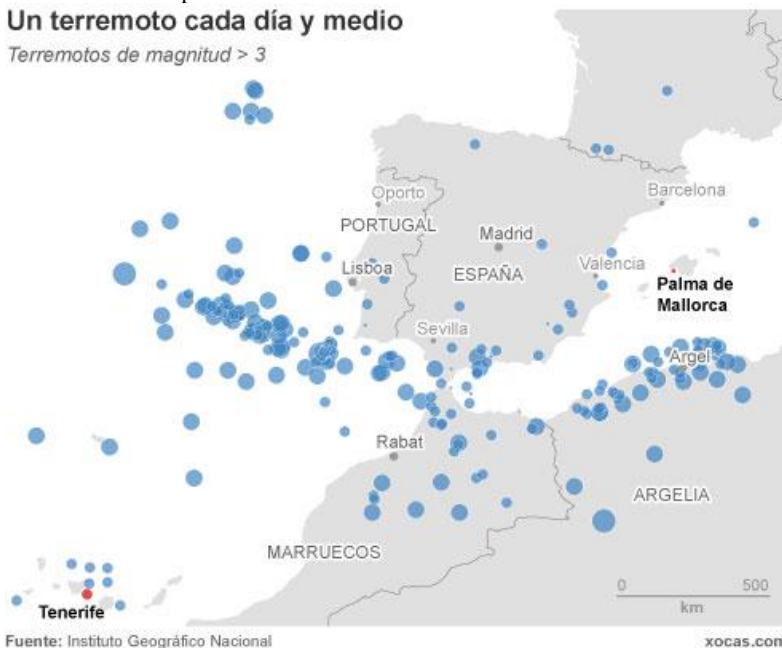 Un terremoto cada día y medio
Terremotos de magnitud > 3
Oporto
Barcelona
PORTUGAL
Madrid
Lisboa
ESPAÑA
Valencia
Palma de
Mallorca
Sevilla
Argel
Rabat
ARGELIA
MARRUECOS
0 500
km
Tenerife
Fuente: Instituto Geográfico Nacional
xocas.com